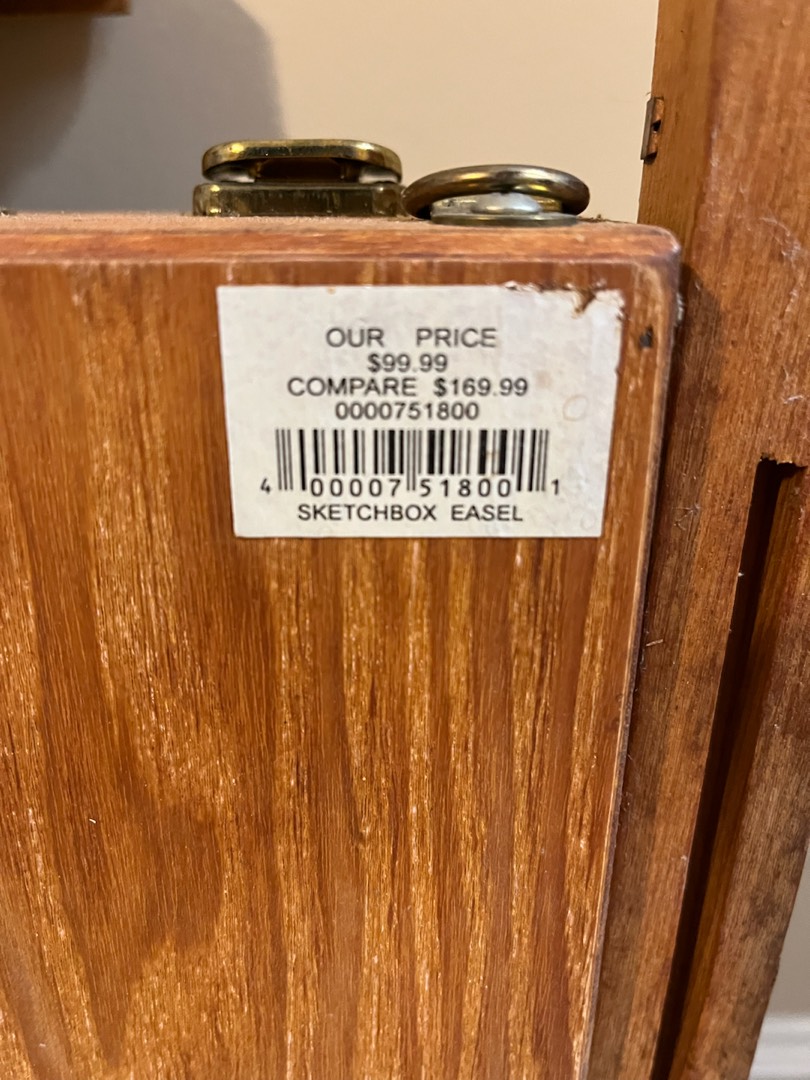 OUR PRICE
$99.99
COMPARE $169.99
0000751800
4 00007 51800 1
SKETCHBOX EASEL